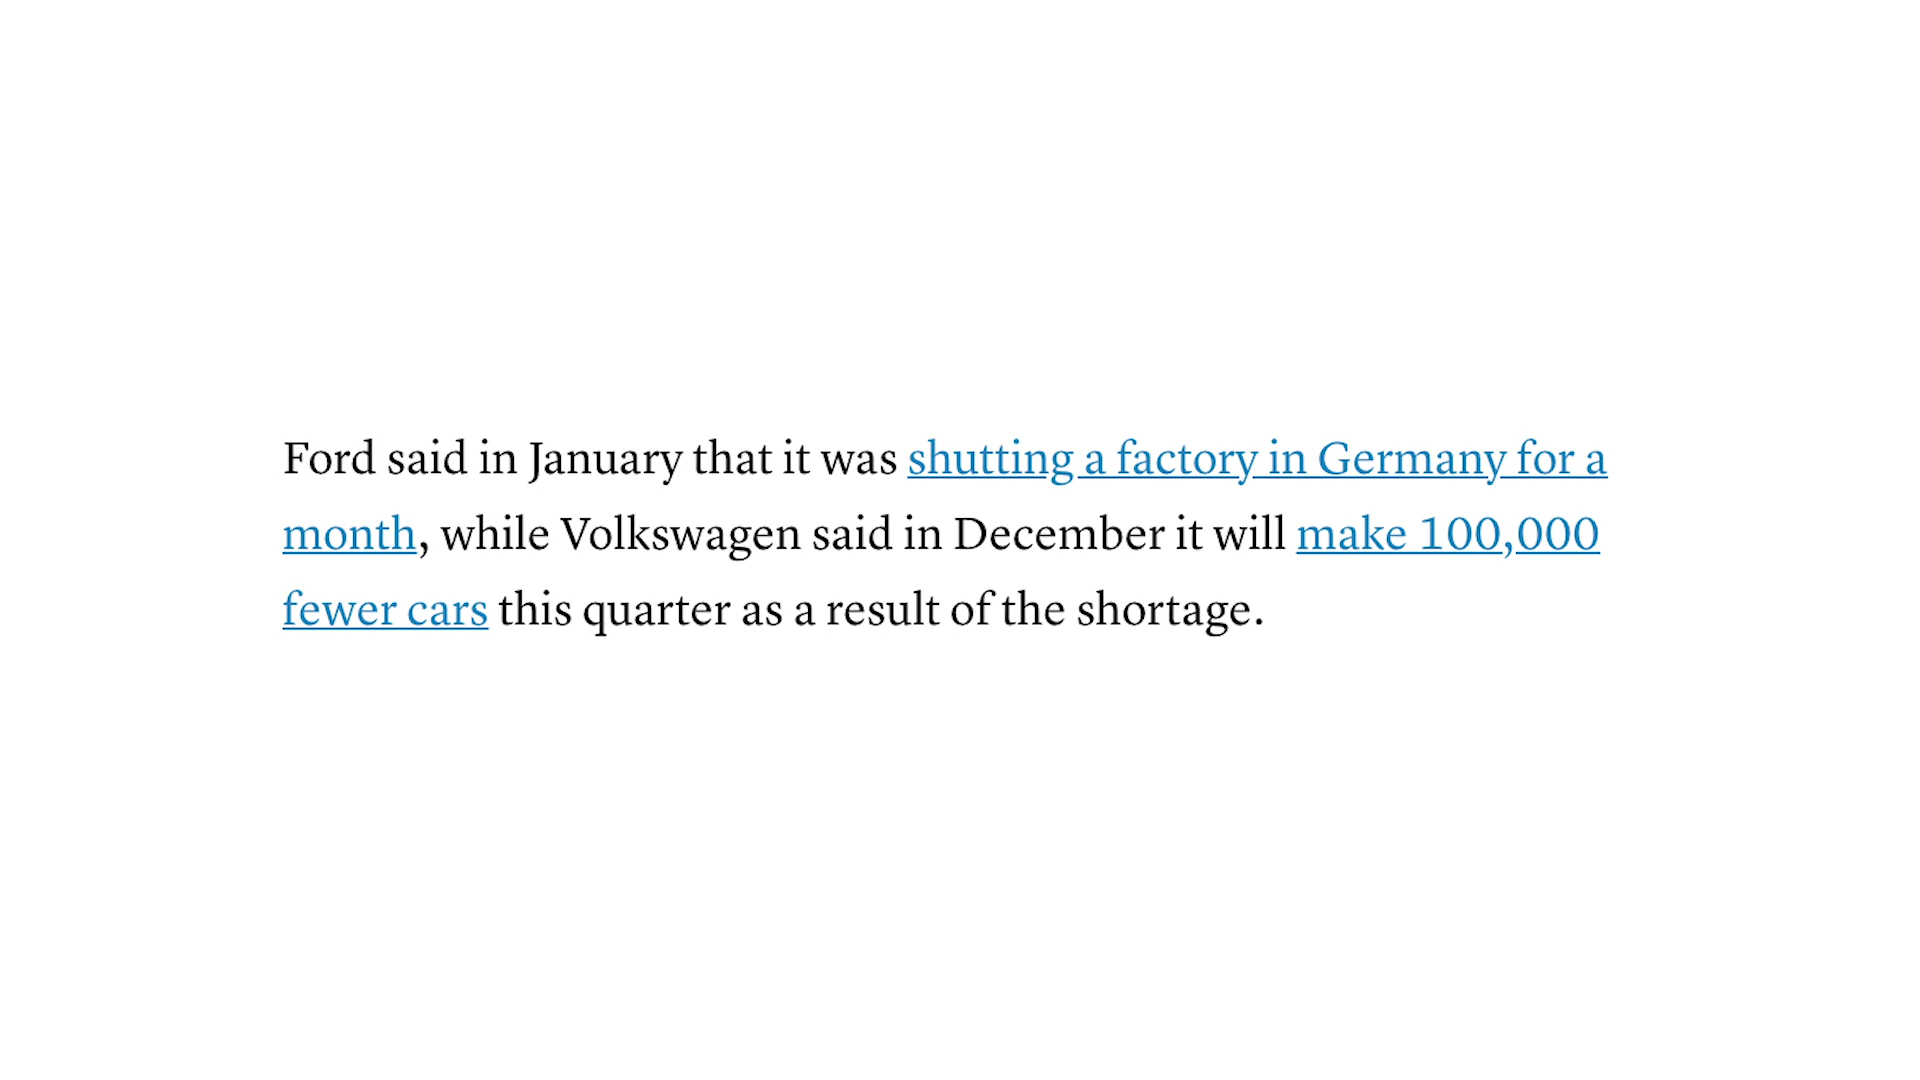 Ford said in January that it was shutting a factory in Germany for a
month, while Volkswagen said in December it will make 100,000
fewer cars this quarter as a result of the shortage.